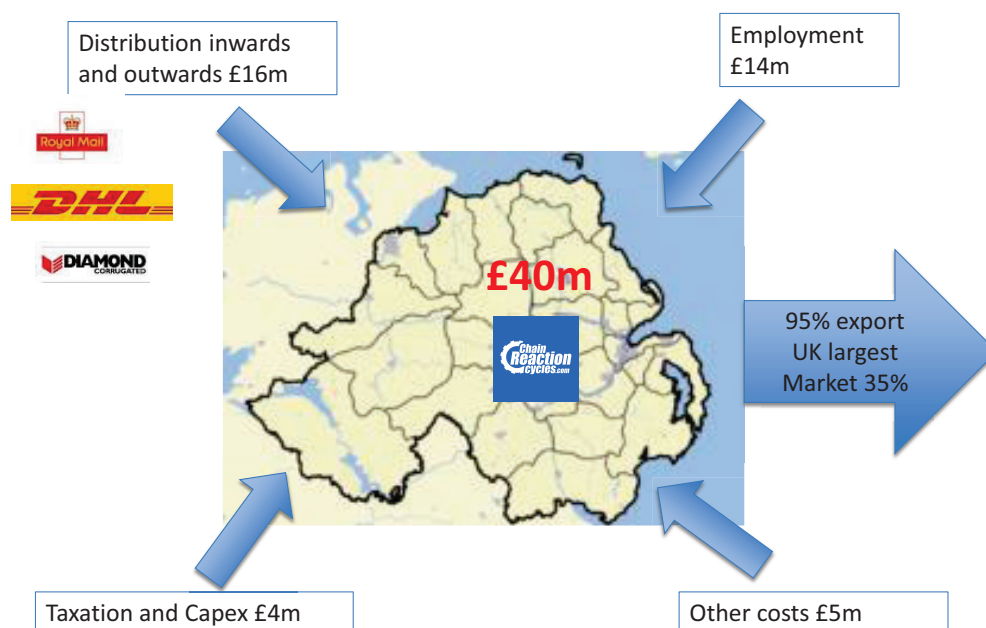 Distribution inwards
and outwards £16m
Employment
£14m
Royal Mail
DHL
DIAMOND
CORRUGATED
£40m
Chain
Reaction
Cycles.com
95% export
UK largest
Market 35%
Taxation and Capex £4m
Other costs £5m